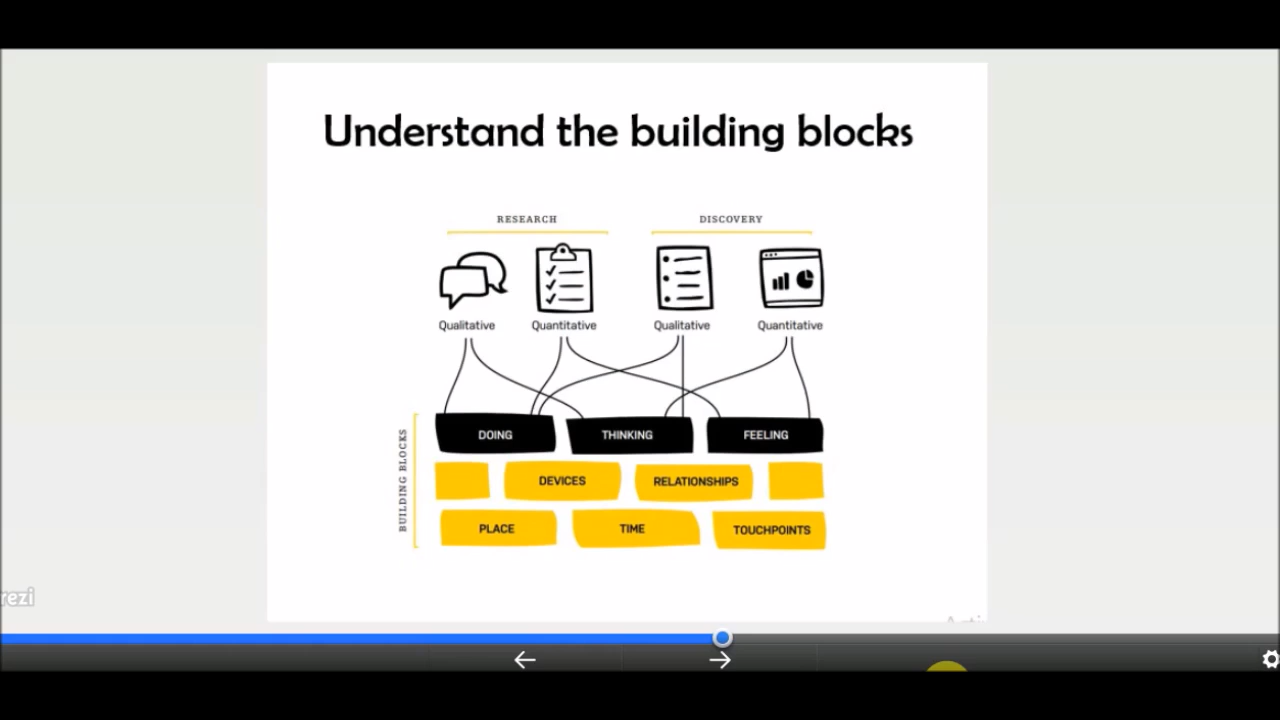 Understand the building blocks
RESEARCH DISCOVERY
Qualitative Quantitative Qualitative Quantitative
BUILDING BLOCKS
DOING THINKING FEELING
DEVICES RELATIONSHIPS
PLACE TIME TOUCHPOINTS
rezi